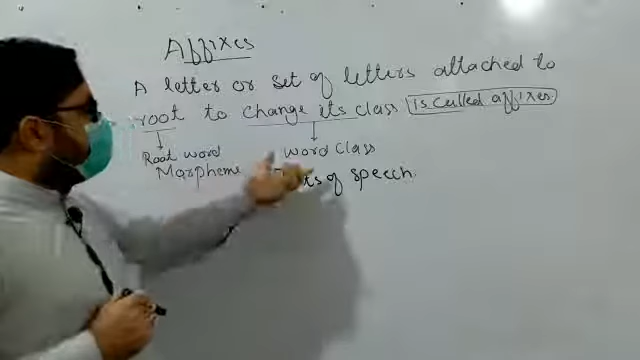 Affixes
A letter or set of letters attached to
root to change its class is called affixes.
Root word word class
Morpheme of speech.